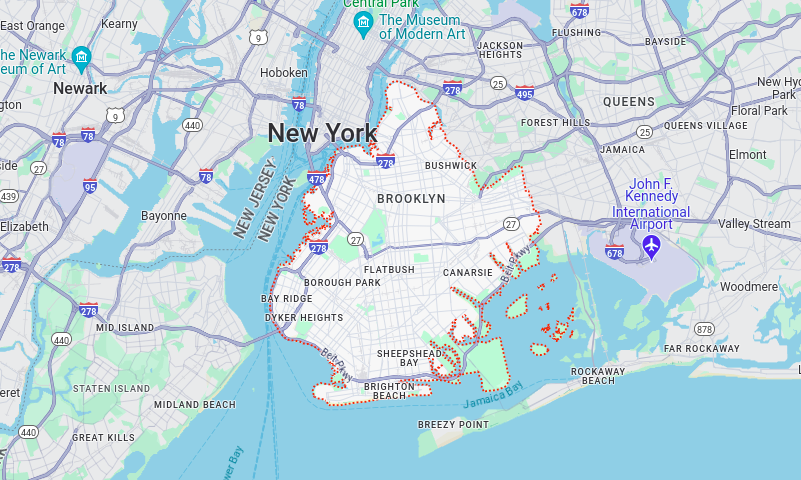 Central Park
678
East Orange
Kearny
The Museum
of Modern Art
FLUSHING
9
BAYSIDE
JACKSON
HEIGHTS
he Newark
eum of Art
Hoboken
25
278
495
New Hy
Park
Newark
78
QUEENS
gton
9
Floral Park
440
New York
FOREST HILLS
25
QUEENS VILLAGE
78
78
JAMAICA
278
Elmont
side
27
BUSHWICK
78
478
95
John F.
Kennedy
International
Airport
439
BROOKLYN
NEW JERSEY
NEW YORK
Bayonne
Elizabeth
27
Valley Stream
27
278
678
278
Belt Pkwy
FLATBUSH
CANARSIE
BOROUGH PARK
Woodmere
BAY RIDGE
278
DYKER HEIGHTS
MID ISLAND
878
440
FAR ROCKAWAY
Belt Pkwy
SHEEPSHEAD
BAY
ROCKAWAY
BEACH
L
STATEN ISLAND
BRIGHTON
BEACH
eret
Jamaica Bay
MIDLAND BEACH
BREEZY POINT
440
GREAT KILLS
wer Bay